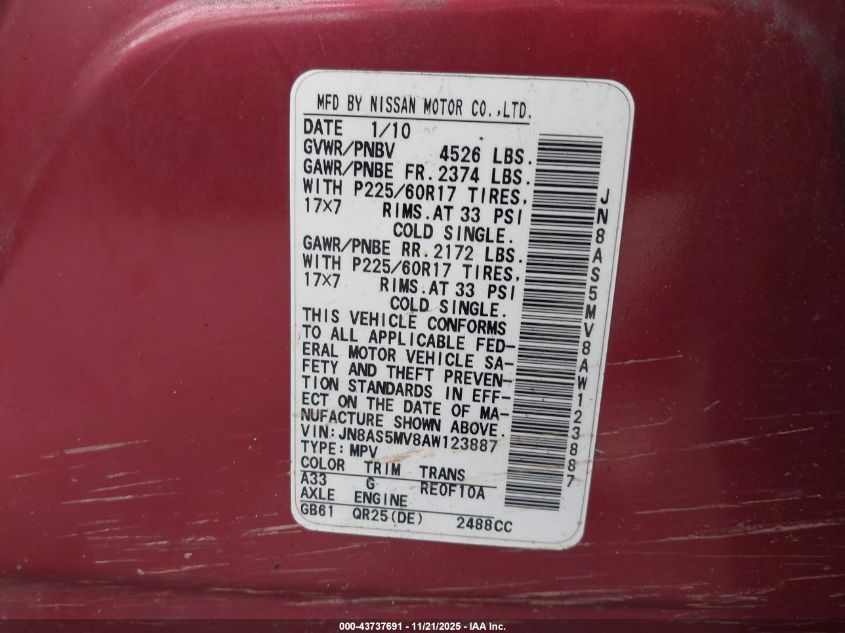 MFD BY NISSAN MOTOR CO.,LTD.
DATE 1/10
GVWR/PNBV 4526 LBS.
GAWR/PNBE FR. 2374 LBS.
WITH P225/60R17 TIRES,
17×7 RIMS.AT 33 PSI
COLD SINGLE.
GAWR/PNBE RR. 2172 LBS.
WITH P225/60R17 TIRES,
17×7 RIMS.AT 33 PSI
COLD SINGLE.
THIS VEHICLE CONFORMS
TO ALL APPLICABLE FED-
ERAL MOTOR VEHICLE SA-
FETY AND THEFT PREVEN-
TION STANDARDS IN EFF-
ECT ON THE DATE OF MA-
NUFACTURE SHOWN ABOVE.
VIN:JN8AS5MV8AW123887
TYPE:MPV
COLOR TRIM TRANS
A33 G RE0F10A
AXLE ENGINE
GB61 QR25(DE) 2488CC
JN8AS5MV8AW123887
000-43737691 - 11/21/2025 - IAA Inc.